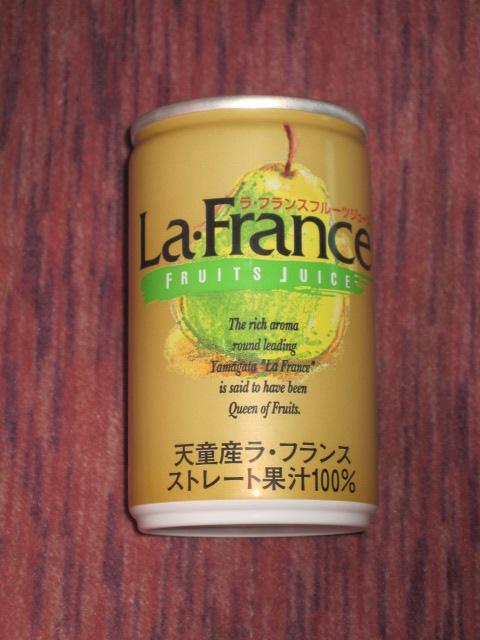 ラ・フランスフルーツジュース
La・France
FRUITS JUICE
The rich aroma
round leading
Yamagata "La France"
is said to have been
Queen of Fruits.
天童産ラ・フランス
ストレート果汁100%